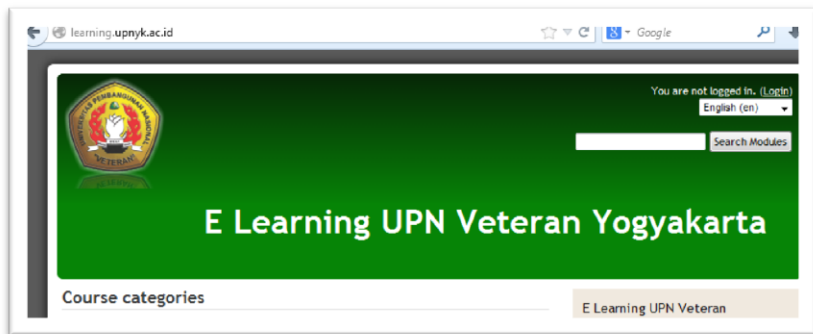 learning.upnyk.ac.id
Google
You are not logged in. (Login)
English (en)
Search Modules
UNIVERSITAS PEMBANGUNAN NASIONAL
"VETERAN"
E Learning UPN Veteran Yogyakarta
Course categories
E Learning UPN Veteran